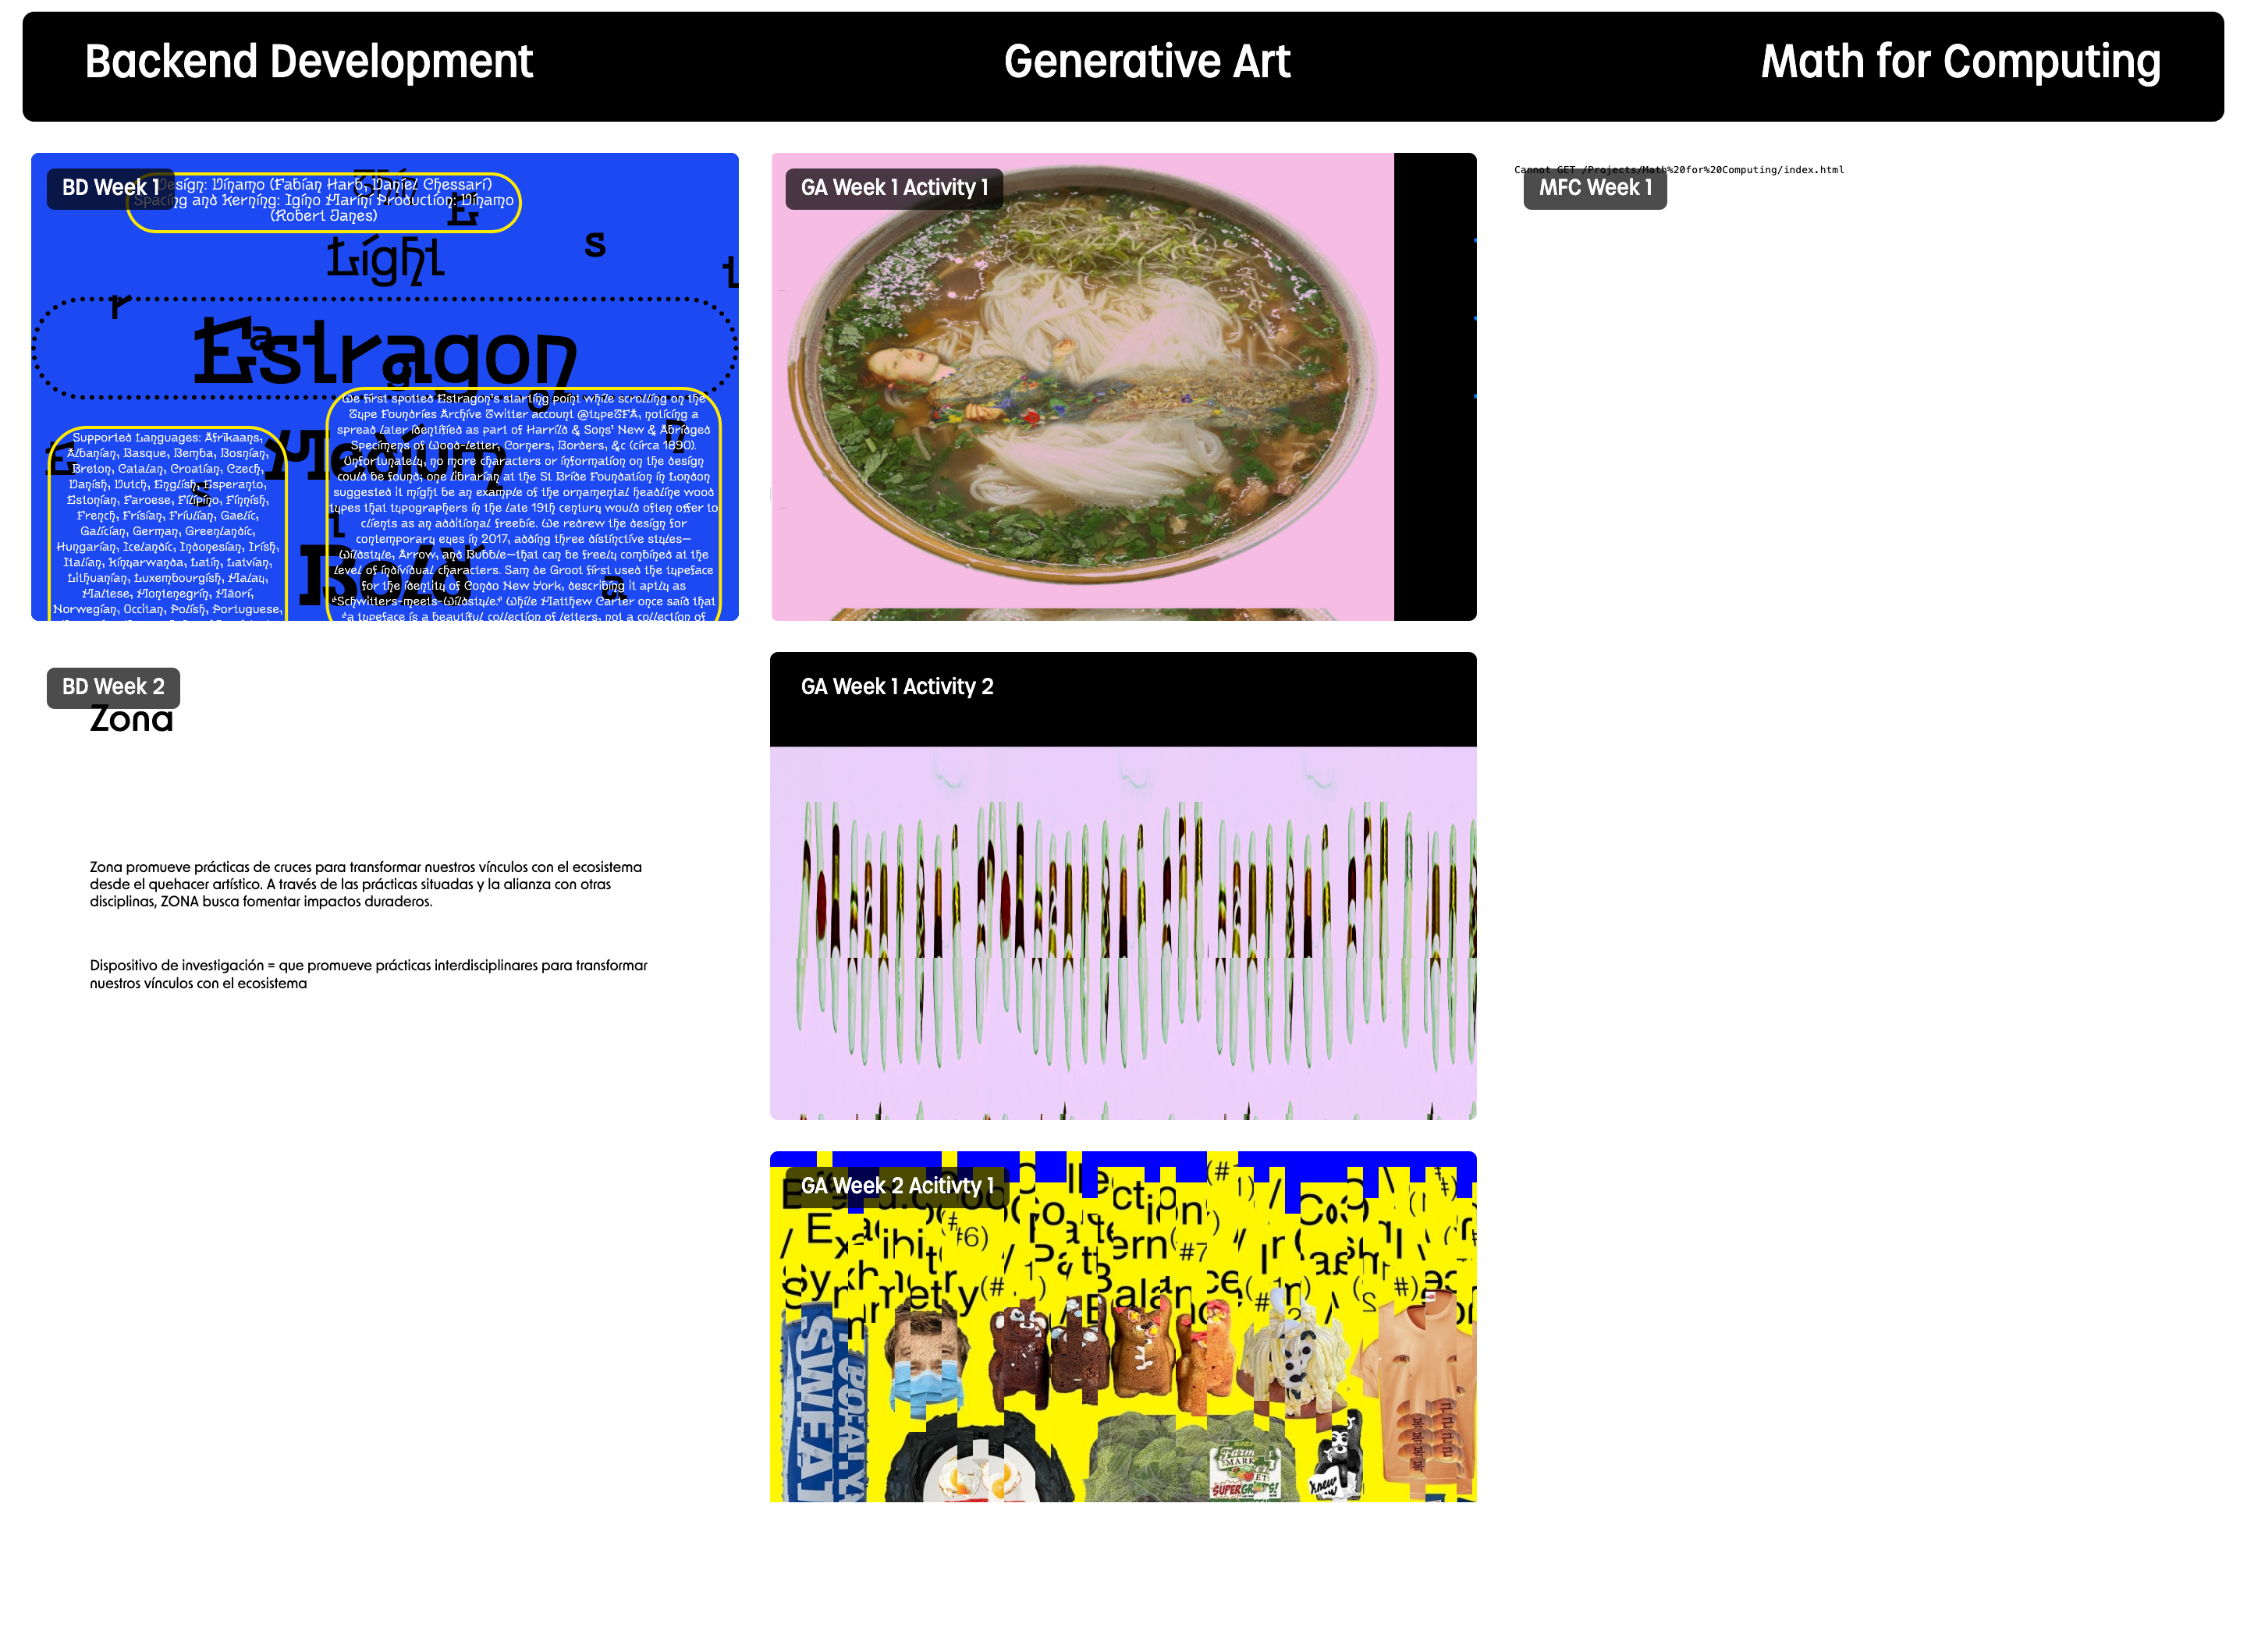 Backend Development
Generative Art
Math for Computing
BD Week 1
Design: Dinamo (Fabian Harb, Daniel Chessari)
Spacing and Kerning: Igino Marini Production: Dinamo
(Robert Janes)
Thin
Light
Estragon
Medium
Bold
We first spotted Estragon's starting point while scrolling on the
Type Foundries Archive Twitter account @typeTFA, noticing a
spread later identified as part of Harrild & Sons' New & Abridged
Specimens of Wood-letter, Corners, Borders, &c (circa 1890).
Unfortunately, no more characters or information on the design
could be found; one librarian at the St Bride Foundation in London
suggested it might be an example of the ornamental headline wood
types that typographers in the late 19th century would often offer to
clients as an additional freebie. We redrew the design for
contemporary eyes in 2017, adding three distinctive styles—
Wildstyle, Arrow, and Bubble—that can be freely combined at the
level of individual characters. Sam de Groot first used the typeface
for the identity of Condo New York, describing it aptly as
"Schwitters-meets-Wildstyle." While Matthew Carter once said that
"a typeface is a beautiful collection of letters, not a collection of
Supported Languages: Afrikaans,
Albanian, Basque, Bemba, Bosnian,
Breton, Catalan, Croatian, Czech,
Danish, Dutch, English, Esperanto,
Estonian, Faroese, Filipino, Finnish,
French, Frisian, Friulian, Gaelic,
Galician, German, Greenlandic,
Hungarian, Icelandic, Indonesian, Irish,
Italian, Kinyarwanda, Latin, Latvian,
Lithuanian, Luxembourgish, Malay,
Maltese, Montenegrin, Māori,
Norwegian, Occitan, Polish, Portuguese,
E
s
t
r
a
g
o
n
E
s
t
a
GA Week 1 Activity 1
Cannot GET /Projects/Math%20for%20Computing/index.html
MFC Week 1
BD Week 2
Zona
Zona promueve prácticas de cruces para transformar nuestros vínculos con el ecosistema
desde el quehacer artístico. A través de las prácticas situadas y la alianza con otras
disciplinas, ZONA busca fomentar impactos duraderos.
Dispositivo de investigación = que promueve prácticas interdisciplinares para transformar
nuestros vínculos con el ecosistema
GA Week 1 Activity 2
GA Week 2 Acitivty 1
SWEAT
Farm
MARKET
SUPERGREENS!